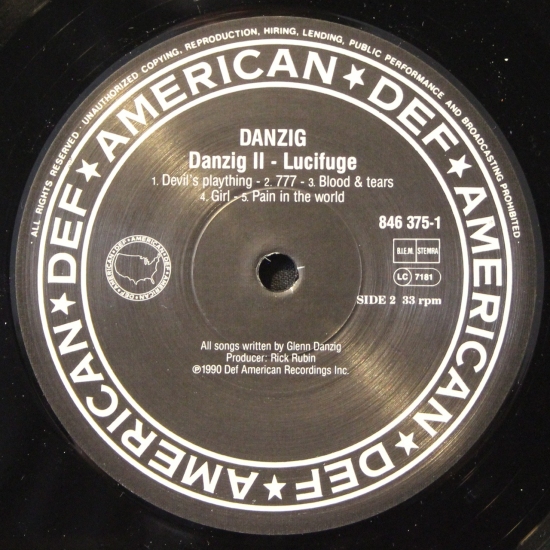 ALL RIGHTS RESERVED · UNAUTHORIZED COPYING, REPRODUCTION, HIRING, LENDING, PUBLIC PERFORMANCE AND BROADCASTING PROHIBITED ·
DEF ★ AMERICAN ★ DEF ★ AMERICAN ★ DEF ★ AMERICAN ★
DANZIG
Danzig II - Lucifuge
1. Devil's plaything - 2. 777 - 3. Blood & tears
4. Girl - 5. Pain in the world
846 375-1
B.I.E.M. STEMRA
LC 7181
DEF ★ AMERICAN ★ DEF ★ AMERICAN ★
SIDE 2 33 rpm
All songs written by Glenn Danzig
Producer: Rick Rubin
℗1990 Def American Recordings Inc.